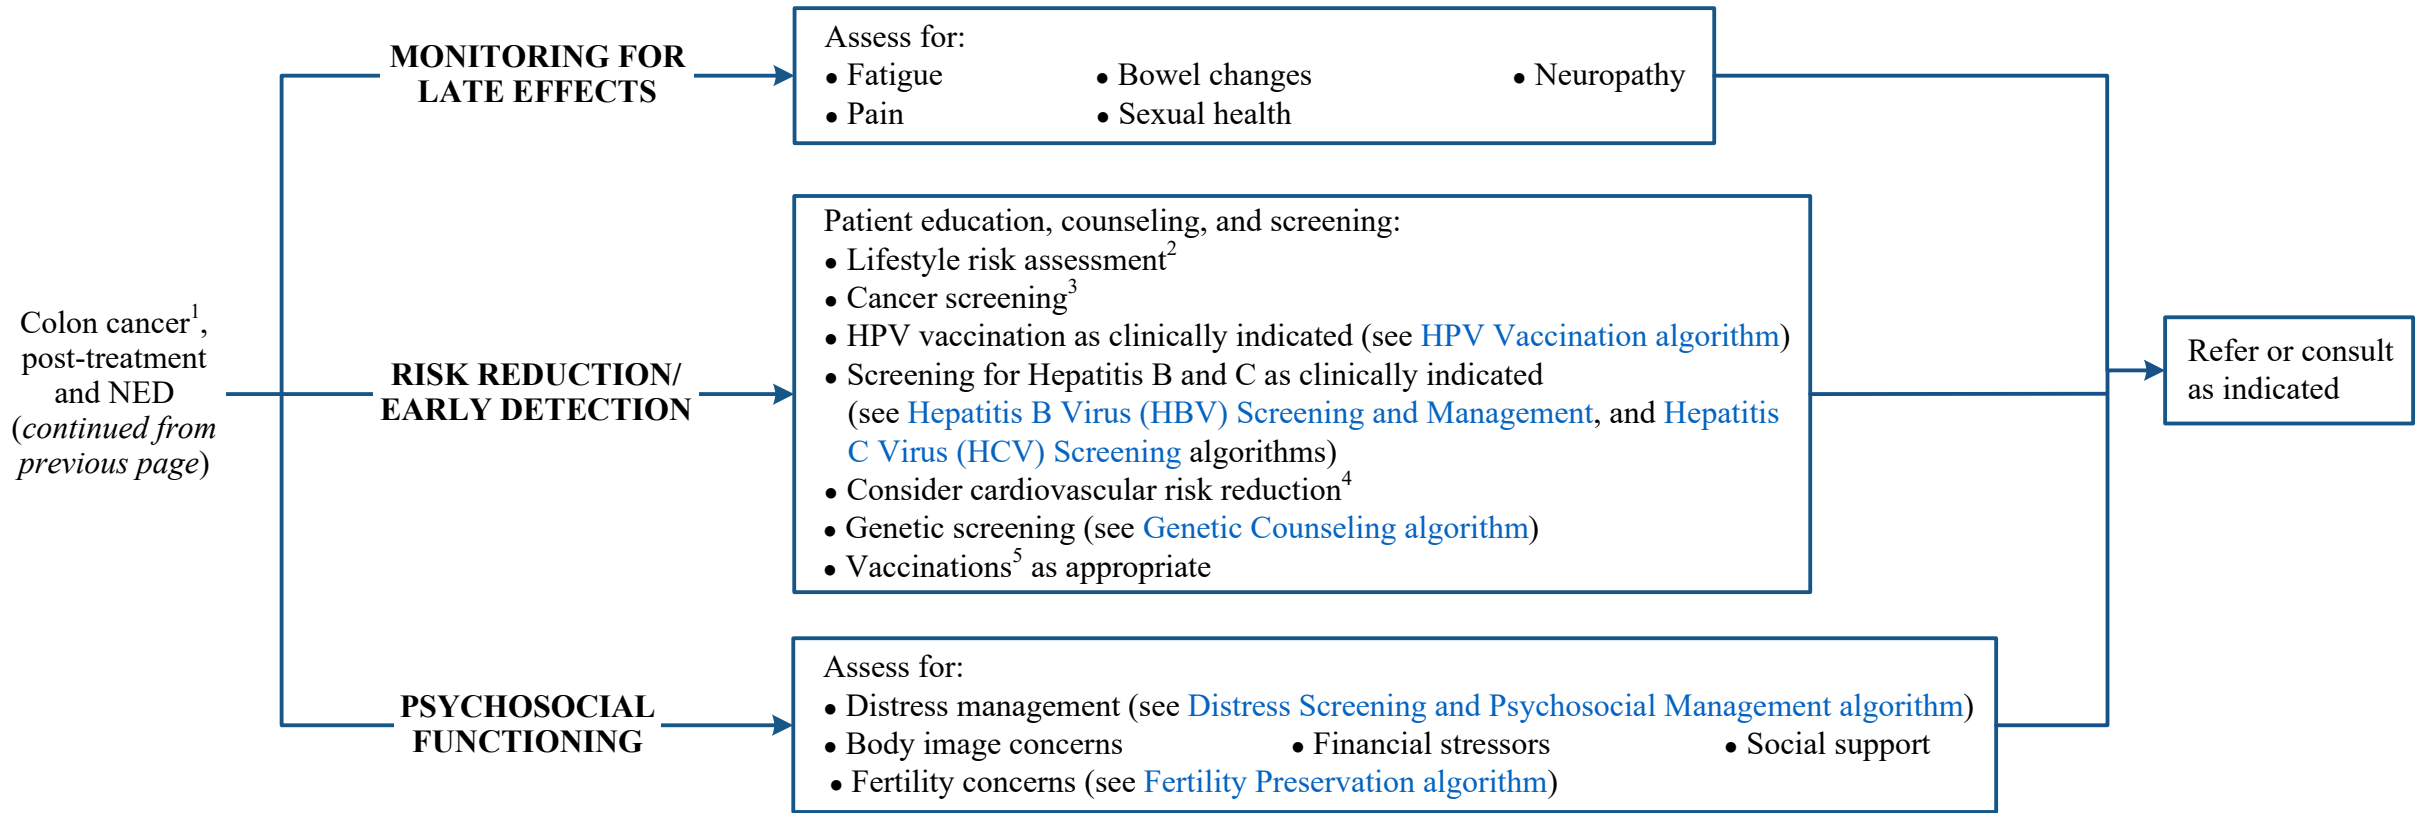 Colon cancer1,
post-treatment
and NED
(continued from
previous page)
MONITORING FOR
LATE EFFECTS
Assess for:
● Fatigue ● Bowel changes ● Neuropathy
● Pain ● Sexual health
RISK REDUCTION/
EARLY DETECTION
Patient education, counseling, and screening:
● Lifestyle risk assessment2
● Cancer screening3
● HPV vaccination as clinically indicated (see HPV Vaccination algorithm)
● Screening for Hepatitis B and C as clinically indicated
(see Hepatitis B Virus (HBV) Screening and Management, and Hepatitis
C Virus (HCV) Screening algorithms)
● Consider cardiovascular risk reduction4
● Genetic screening (see Genetic Counseling algorithm)
● Vaccinations5 as appropriate
PSYCHOSOCIAL
FUNCTIONING
Assess for:
● Distress management (see Distress Screening and Psychosocial Management algorithm)
● Body image concerns ● Financial stressors ● Social support
● Fertility concerns (see Fertility Preservation algorithm)
Refer or consult
as indicated